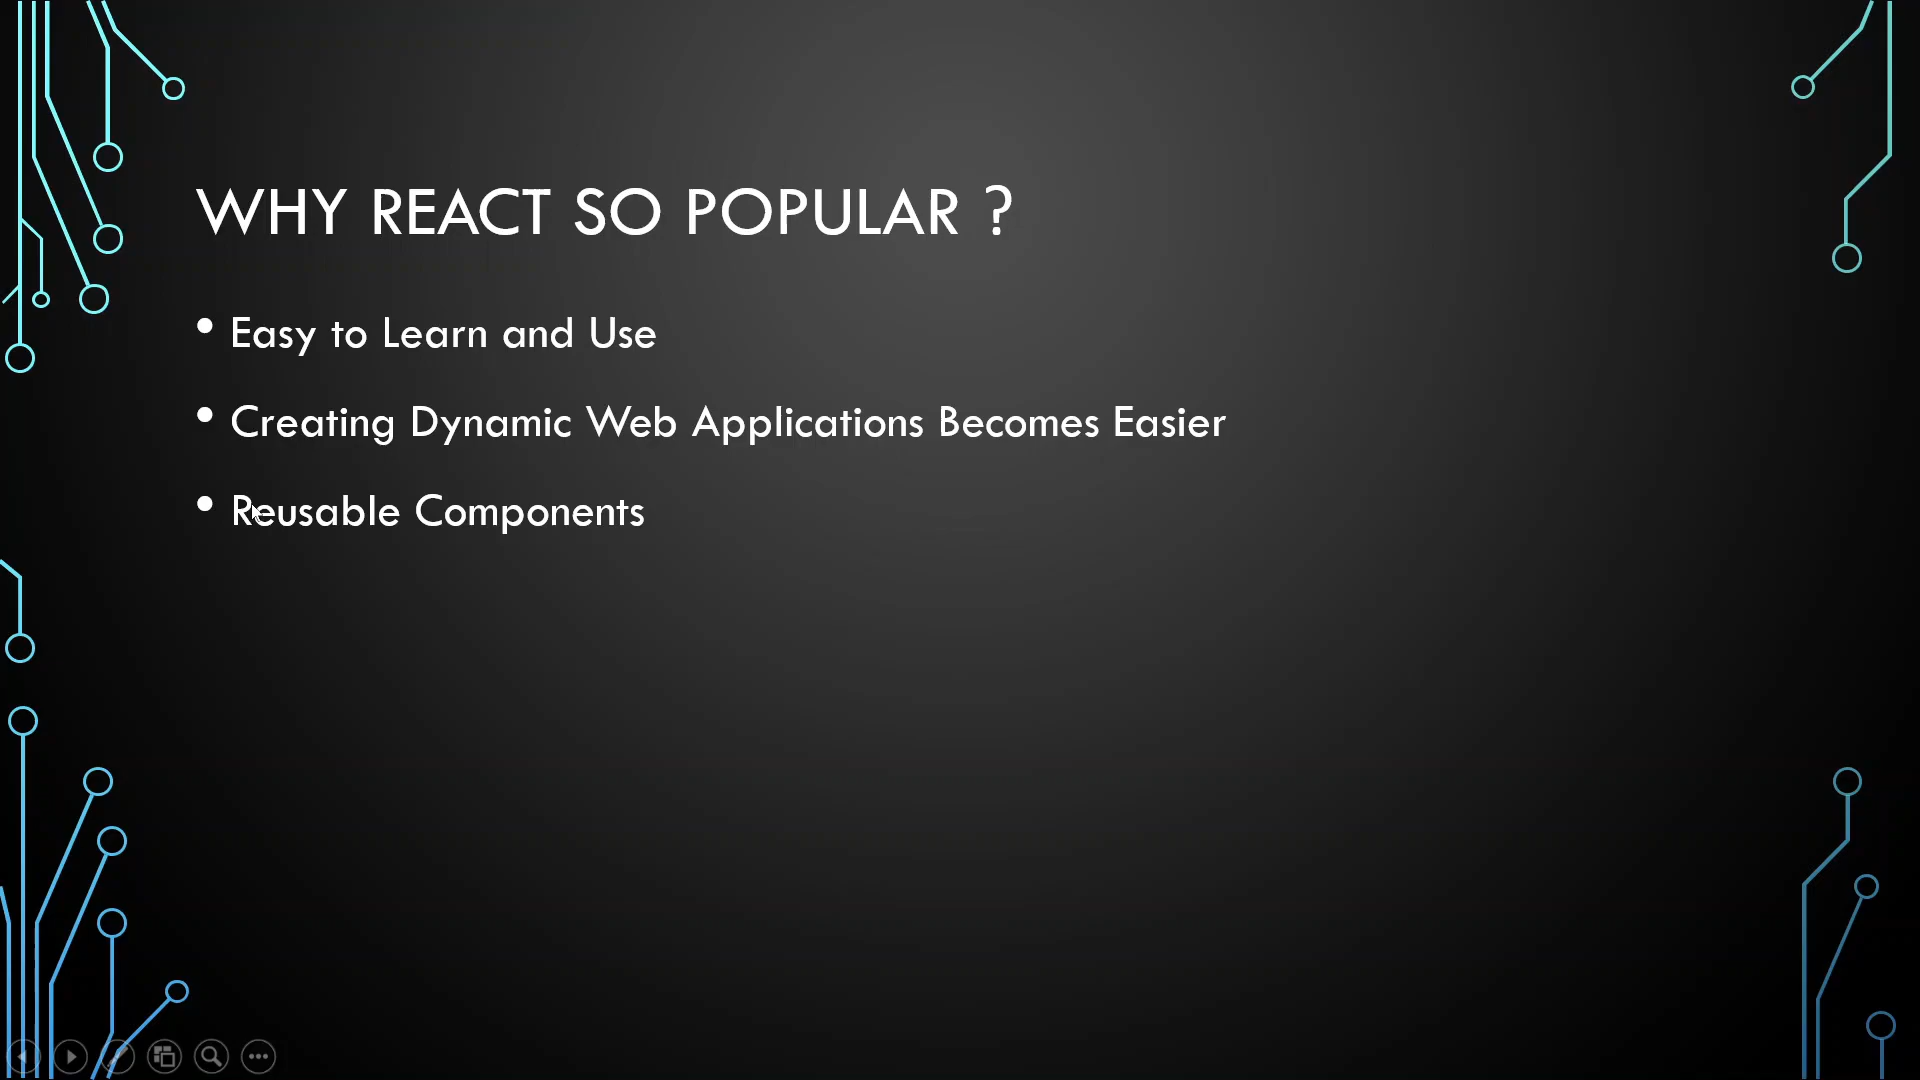 WHY REACT SO POPULAR ?
• Easy to Learn and Use
• Creating Dynamic Web Applications Becomes Easier
• Reusable Components